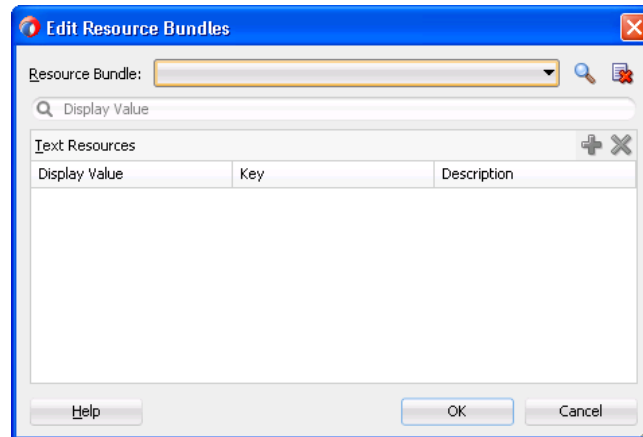 Edit Resource Bundles
Resource Bundle:
Display Value
Text Resources
Display Value Key Description
Help OK Cancel